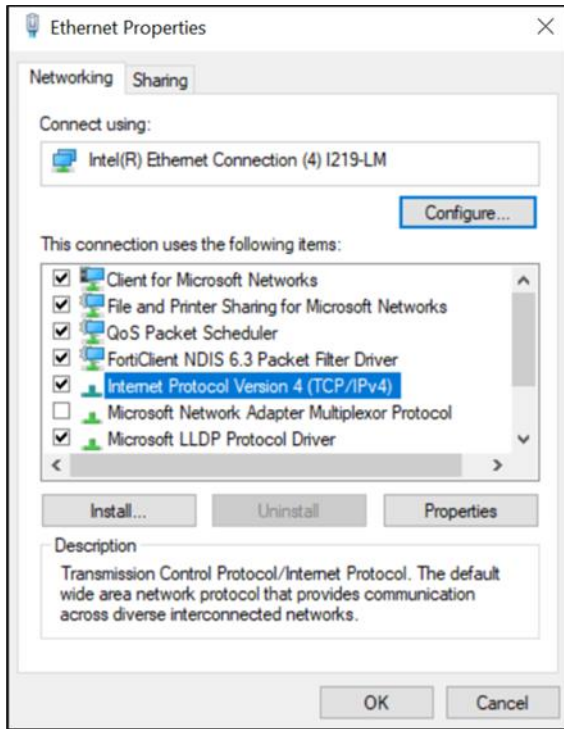 Ethernet Properties
Networking
Sharing
Connect using:
Intel(R) Ethernet Connection (4) I219-LM
Configure...
This connection uses the following items:
Client for Microsoft Networks
File and Printer Sharing for Microsoft Networks
QoS Packet Scheduler
FortiClient NDIS 6.3 Packet Filter Driver
Internet Protocol Version 4 (TCP/IPv4)
Microsoft Network Adapter Multiplexor Protocol
Microsoft LLDP Protocol Driver
Install...
Uninstall
Properties
Description
Transmission Control Protocol/Internet Protocol. The default
wide area network protocol that provides communication
across diverse interconnected networks.
OK
Cancel